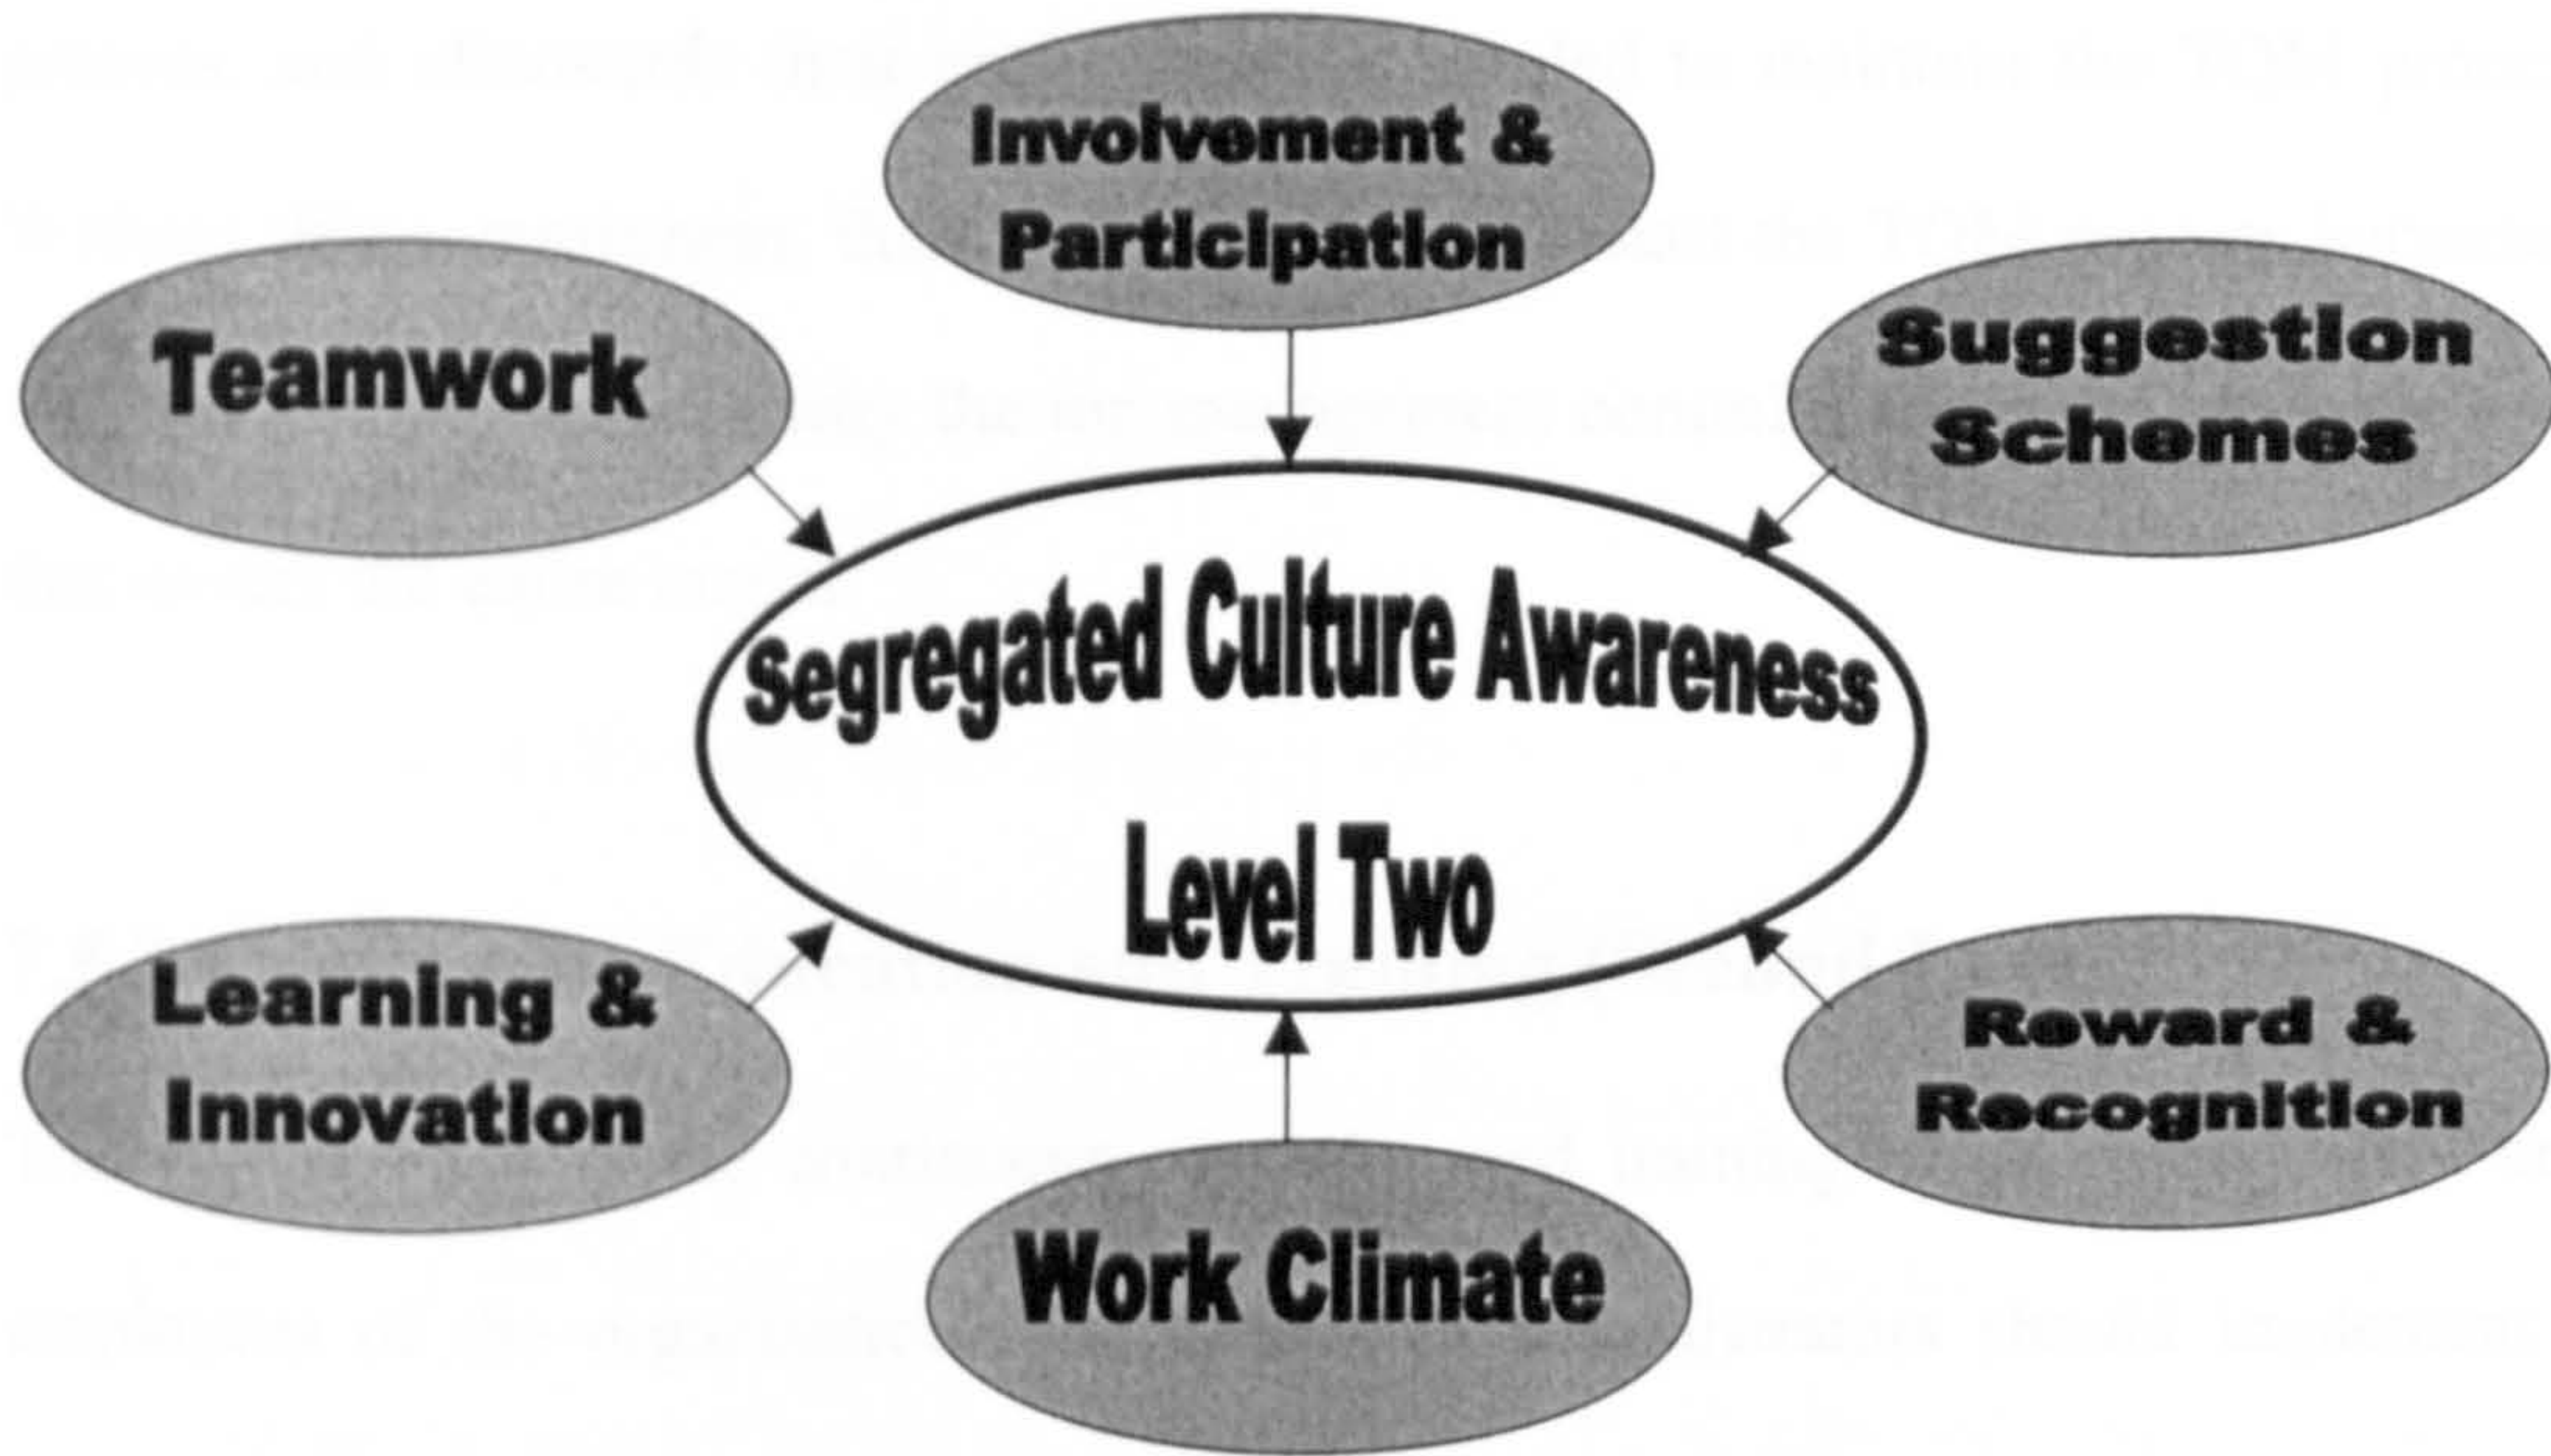 Involvement &
Participation
Teamwork
Suggestion
Schemes
Segregated Culture Awareness
Level Two
Learning &
Innovation
Reward &
Recognition
Work Climate